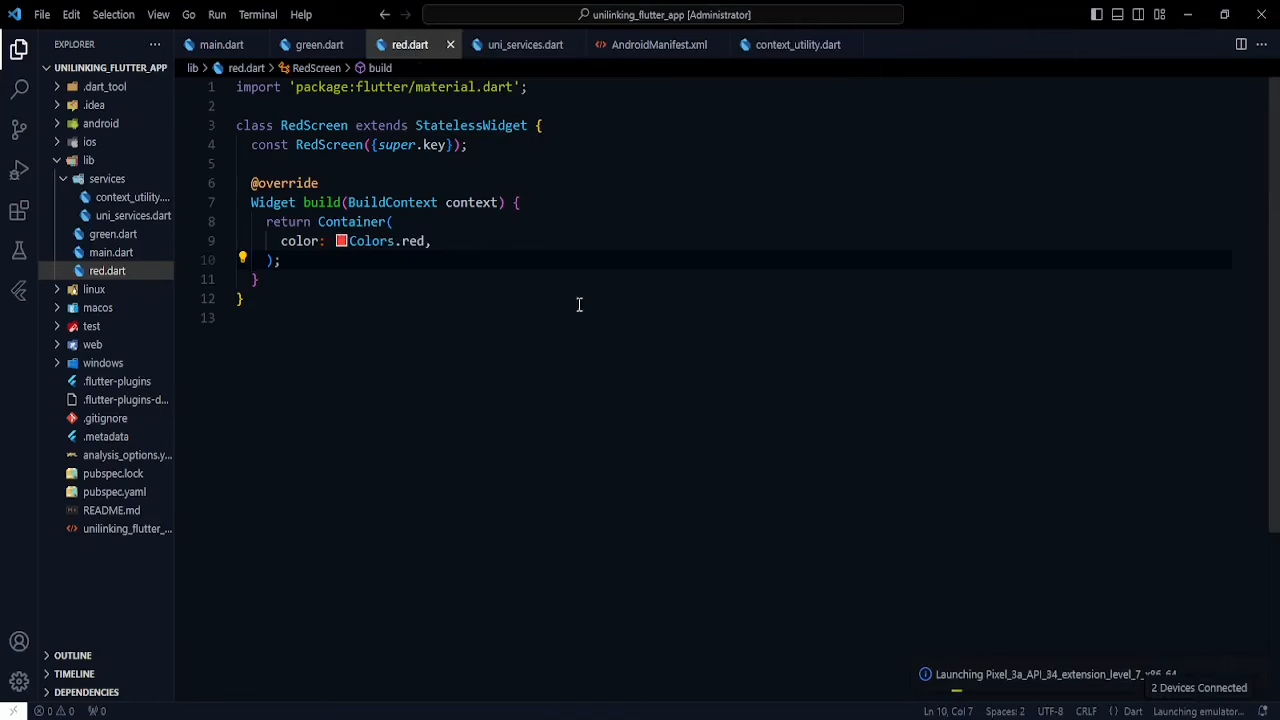 File Edit Selection View Go Run Terminal Help
unilinking_flutter_app [Administrator]
EXPLORER
main.dart green.dart red.dart uni_services.dart AndroidManifest.xml context_utility.dart
UNILINKING_FLUTTER_APP
lib > red.dart > RedScreen > build
.dart_tool
.idea
android
ios
lib
services
context_utility....
uni_services.dart
green.dart
main.dart
red.dart
linux
macos
test
web
windows
.flutter-plugins
.flutter-plugins-d...
.gitignore
.metadata
analysis_options.y...
pubspec.lock
pubspec.yaml
README.md
unilinking_flutter_...
OUTLINE
TIMELINE
DEPENDENCIES
1 import 'package:flutter/material.dart';
2
3 class RedScreen extends StatelessWidget {
4 const RedScreen({super.key});
5
6 @override
7 Widget build(BuildContext context) {
8 return Container(
9 color: Colors.red,
10 );
11 }
12 }
13
Launching Pixel_3a_API_34_extension_level_7_x86_64...
2 Devices Connected
0 0 0 Ln 10, Col 7 Spaces: 2 UTF-8 CRLF {} Dart Launching emulator...